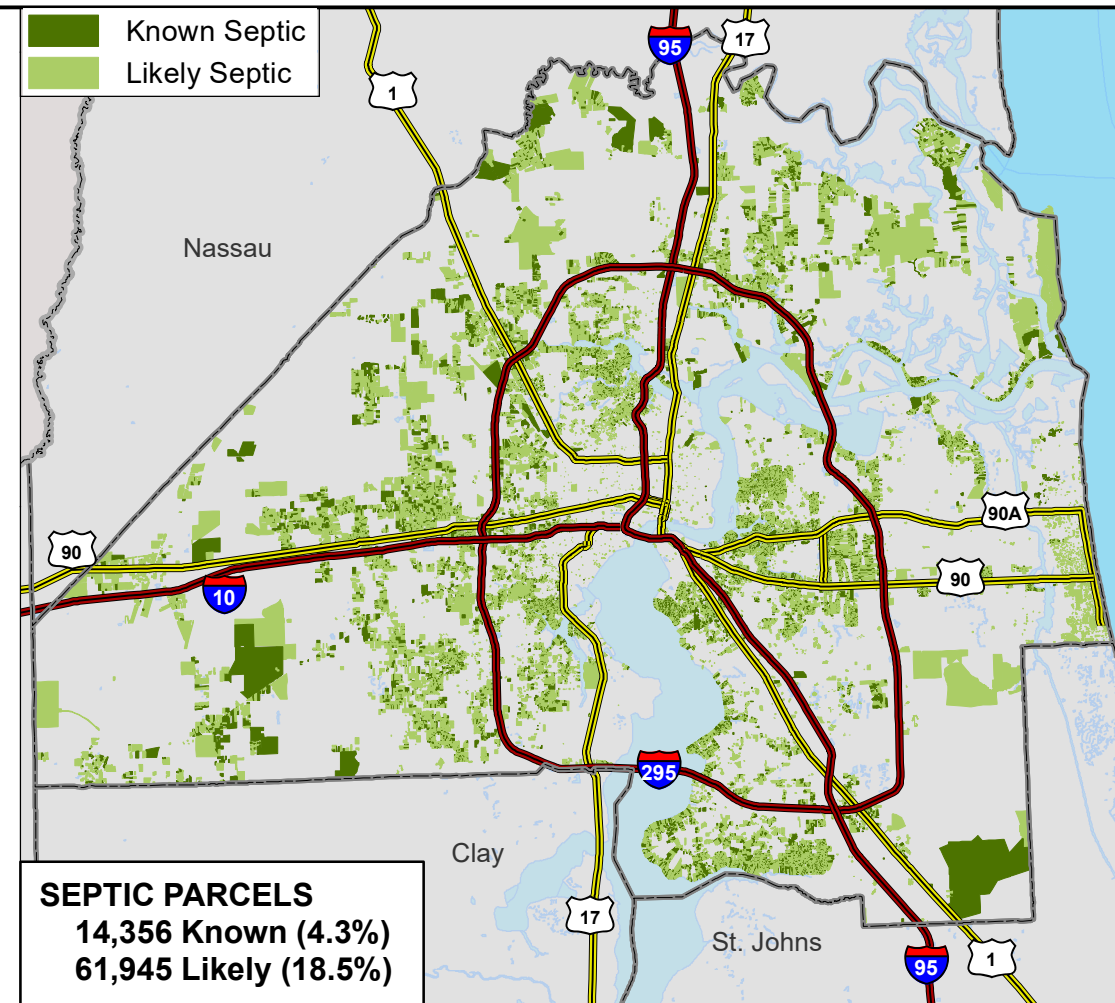 Known Septic
Likely Septic
95
17
1
Nassau
90A
90
90
10
295
Clay
17
St. Johns
95
1
SEPTIC PARCELS
14,356 Known (4.3%)
61,945 Likely (18.5%)